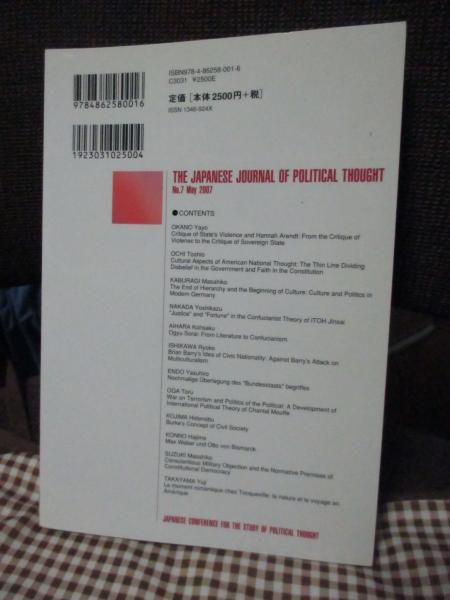 ISBN978-4-86258-001-6
C3031 ¥2500E
定価[本体2500円+税]
ISSN 1346-924X
9784862580016
1923031025004
THE JAPANESE JOURNAL OF POLITICAL THOUGHT
No.7 May 2007
●CONTENTS
OKANO Yayo
Critique of State's Violence and Hannah Arendt: From the Critique of
Violence to the Critique of Sovereign State
OCHI Toshio
Cultural Aspects of American National Thought: The Thin Line Dividing
Disbelief in the Government and Faith in the Constitution
KABURAGI Masahiko
The End of Hierarchy and the Beginning of Culture: Culture and Politics in
Modern Germany
NAKADA Yoshikazu
"Justice" and "Fortune" in the Confucianist Theory of ITOH Jinsai
AIHARA Kohsaku
Ogyu Sorai: From Literature to Confucianism
ISHIKAWA Ryoko
Brian Barry's Idea of Civic Nationality: Against Barry's Attack on
Multiculturalism
ENDO Yasuhiro
Nochmalige Überlegung des "Bundesstaats" begriffes
ODA Toru
War on Terrorism and Politics of the Political: A Development of
International Political Theory of Chantal Mouffe
KOJIMA Hidenobu
Burke's Concept of Civil Society
KONNO Hajime
Max Weber und Otto von Bismarck
SUZUKI Masahiko
Conscientious Military Objection and the Normative Premises of
Constitutional Democracy
TAKAYAMA Yuji
Le moment romantique chez Tocqueville: la nature et le voyage en
Amérique
JAPANESE CONFERENCE FOR THE STUDY OF POLITICAL THOUGHT